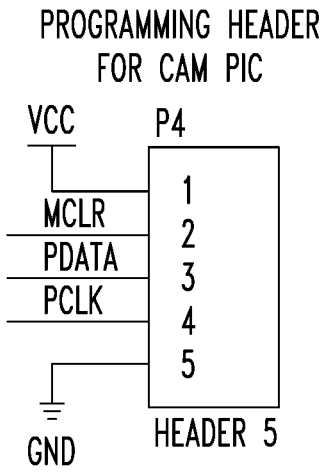 PROGRAMMING HEADER
FOR CAM PIC
VCC
P4
1
MCLR
2
PDATA
3
PCLK
4
5
GND
HEADER 5